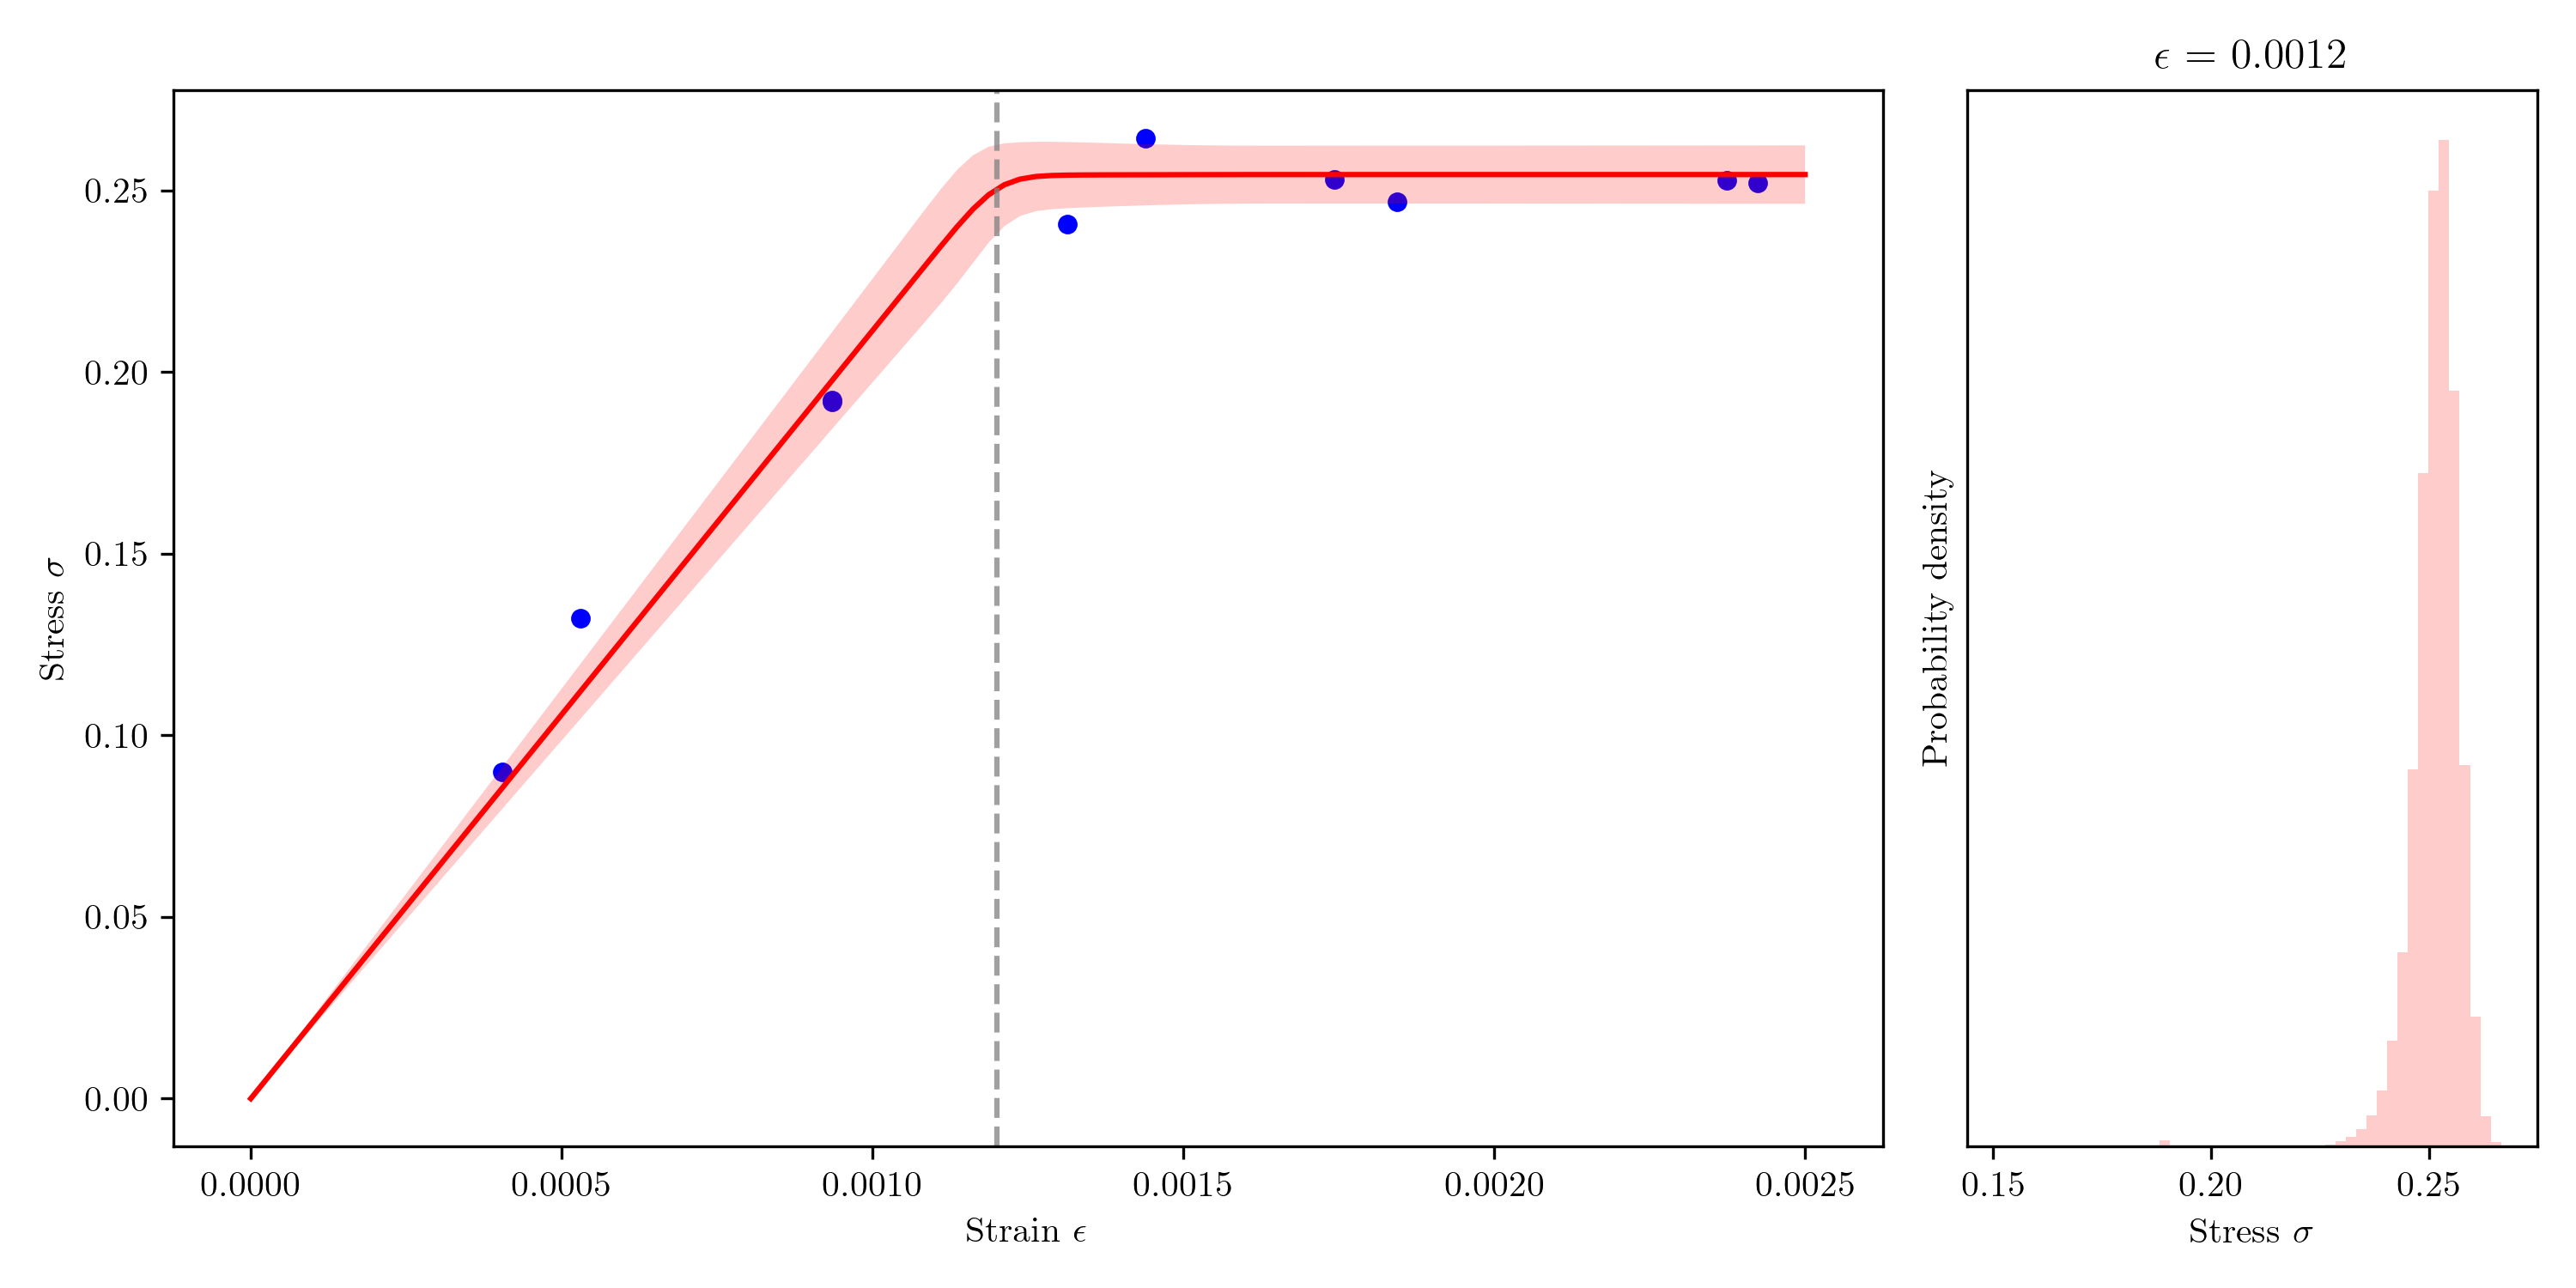 ϵ = 0.0012
0.25
0.20
0.15
0.10
0.05
0.00
Stress σ
0.0000 0.0005 0.0010 0.0015 0.0020 0.0025
Strain ϵ
Probability density
0.15 0.20 0.25
Stress σ